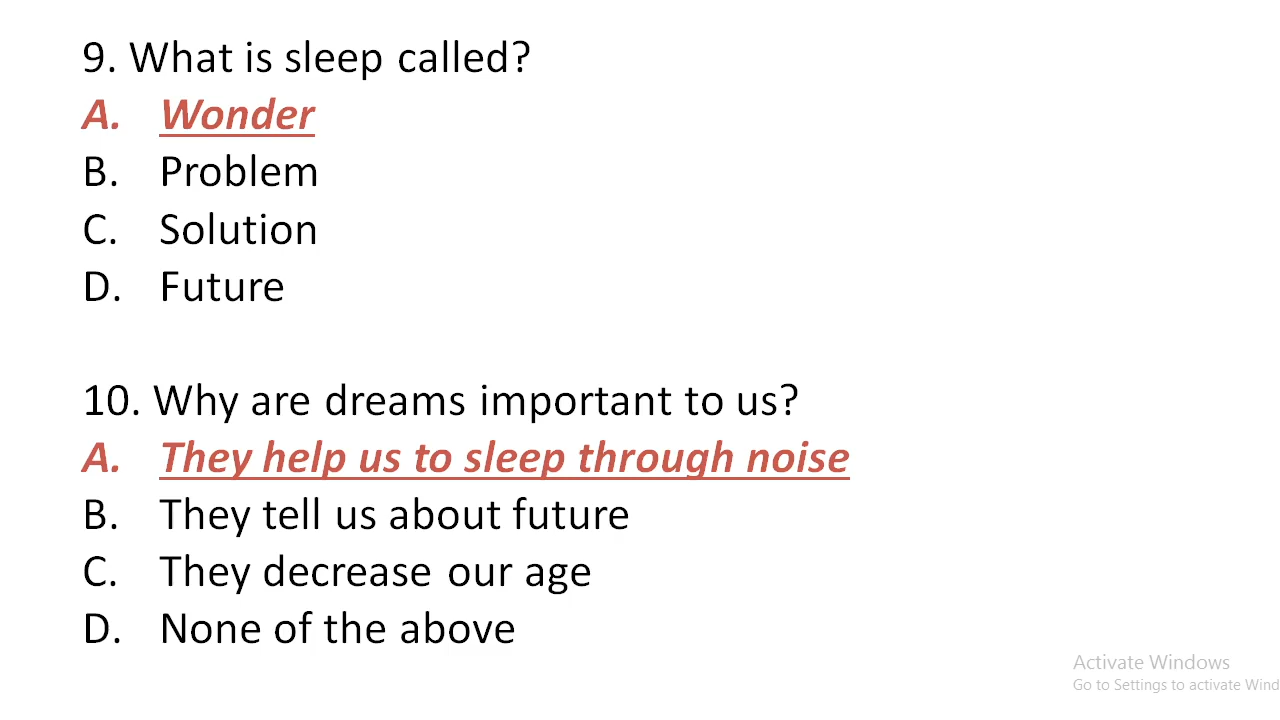 9. What is sleep called?
A. Wonder
B. Problem
C. Solution
D. Future
10. Why are dreams important to us?
A. They help us to sleep through noise
B. They tell us about future
C. They decrease our age
D. None of the above
Activate Windows
Go to Settings to activate Wind